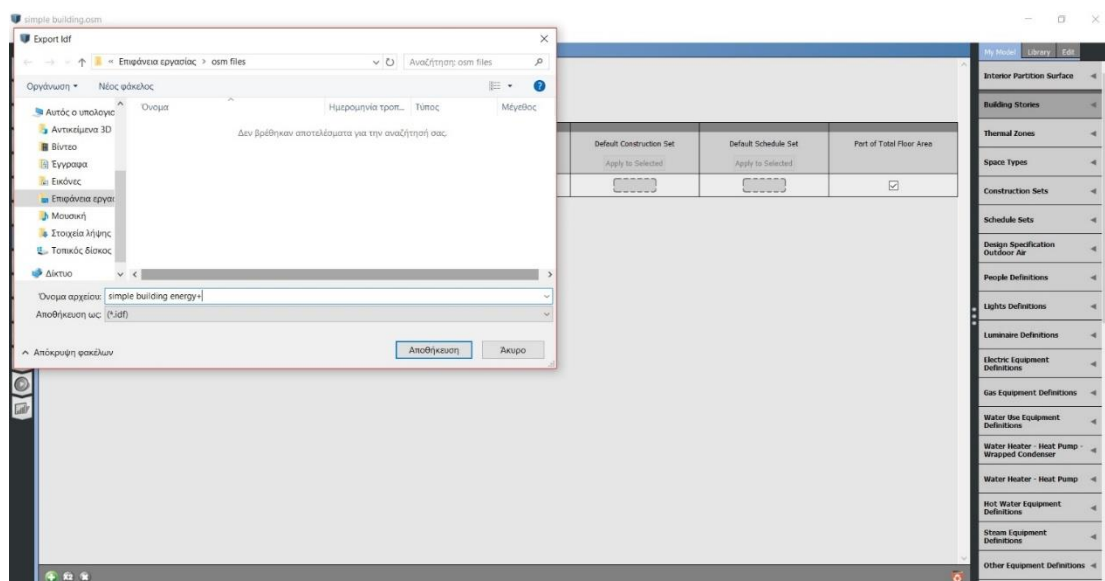 simple building.osm
Export Idf
« Επιφάνεια εργασίας > osm files
Αναζήτηση: osm files
Οργάνωση
Νέος φάκελος
Αυτός ο υπολογισ
Αντικείμενα 3D
Βίντεο
Έγγραφα
Εικόνες
Επιφάνεια εργασ
Μουσική
Στοιχεία λήψης
Τοπικός δίσκος
Δίκτυο
Όνομα
Ημερομηνία τροπ...
Τύπος
Μέγεθος
Δεν βρέθηκαν αποτελέσματα για την αναζήτησή σας.
Όνομα αρχείου: simple building energy+
Αποθήκευση ως: (*.idf)
Απόκρυψη φακέλων
Αποθήκευση
Άκυρο
Default Construction Set
Apply to Selected
Default Schedule Set
Apply to Selected
Part of Total Floor Area
My Model
Library
Edit
Interior Partition Surface
Building Stories
Thermal Zones
Space Types
Construction Sets
Schedule Sets
Design Specification
Outdoor Air
People Definitions
Lights Definitions
Luminaire Definitions
Electric Equipment
Definitions
Gas Equipment Definitions
Water Use Equipment
Definitions
Water Heater - Heat Pump -
Wrapped Condenser
Water Heater - Heat Pump
Hot Water Equipment
Definitions
Steam Equipment
Definitions
Other Equipment Definitions